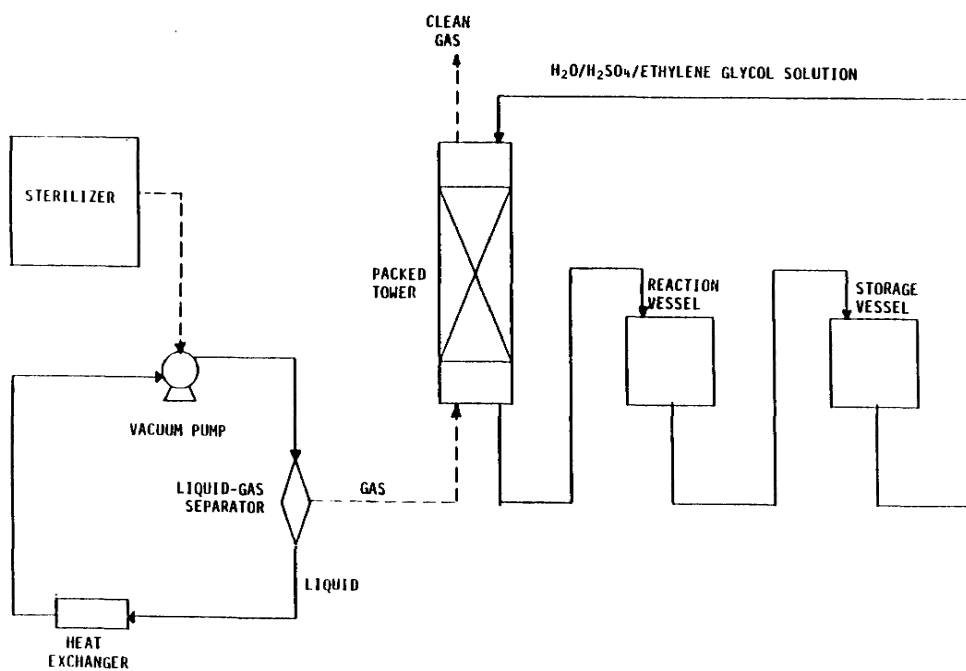 CLEAN
GAS
H₂O/H₂SO₄/ETHYLENE GLYCOL SOLUTION
STERILIZER
PACKED
TOWER
REACTION
VESSEL
STORAGE
VESSEL
VACUUM PUMP
LIQUID-GAS
SEPARATOR
GAS
LIQUID
HEAT
EXCHANGER